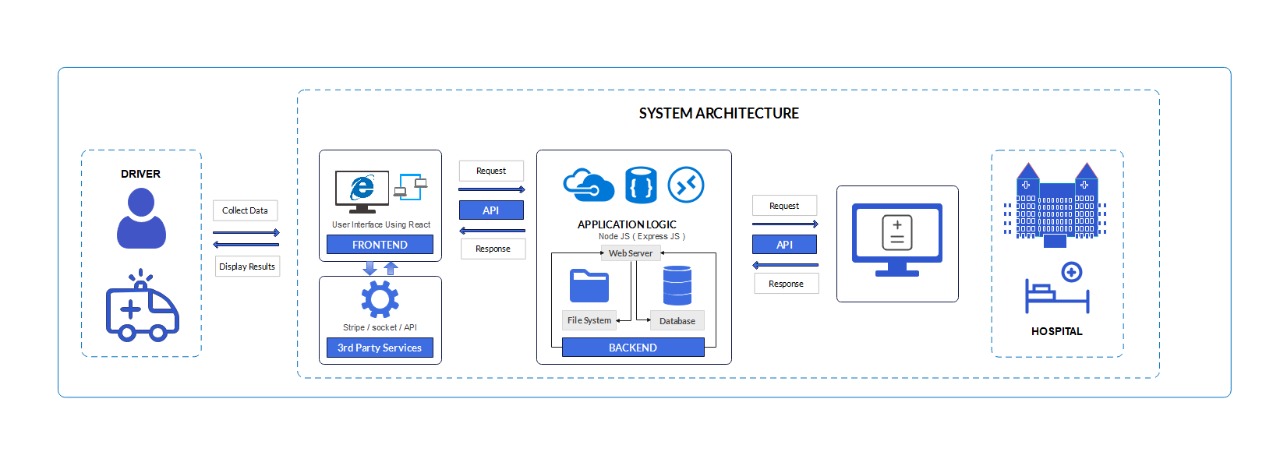 SYSTEM ARCHITECTURE
DRIVER
Collect Data
Display Results
User Interface Using React
FRONTEND
Stripe / socket / API
3rd Party Services
Request
API
Response
{ }
APPLICATION LOGIC
Node JS ( Express JS )
Web Server
File System
Database
BACKEND
Request
API
Response
HOSPITAL